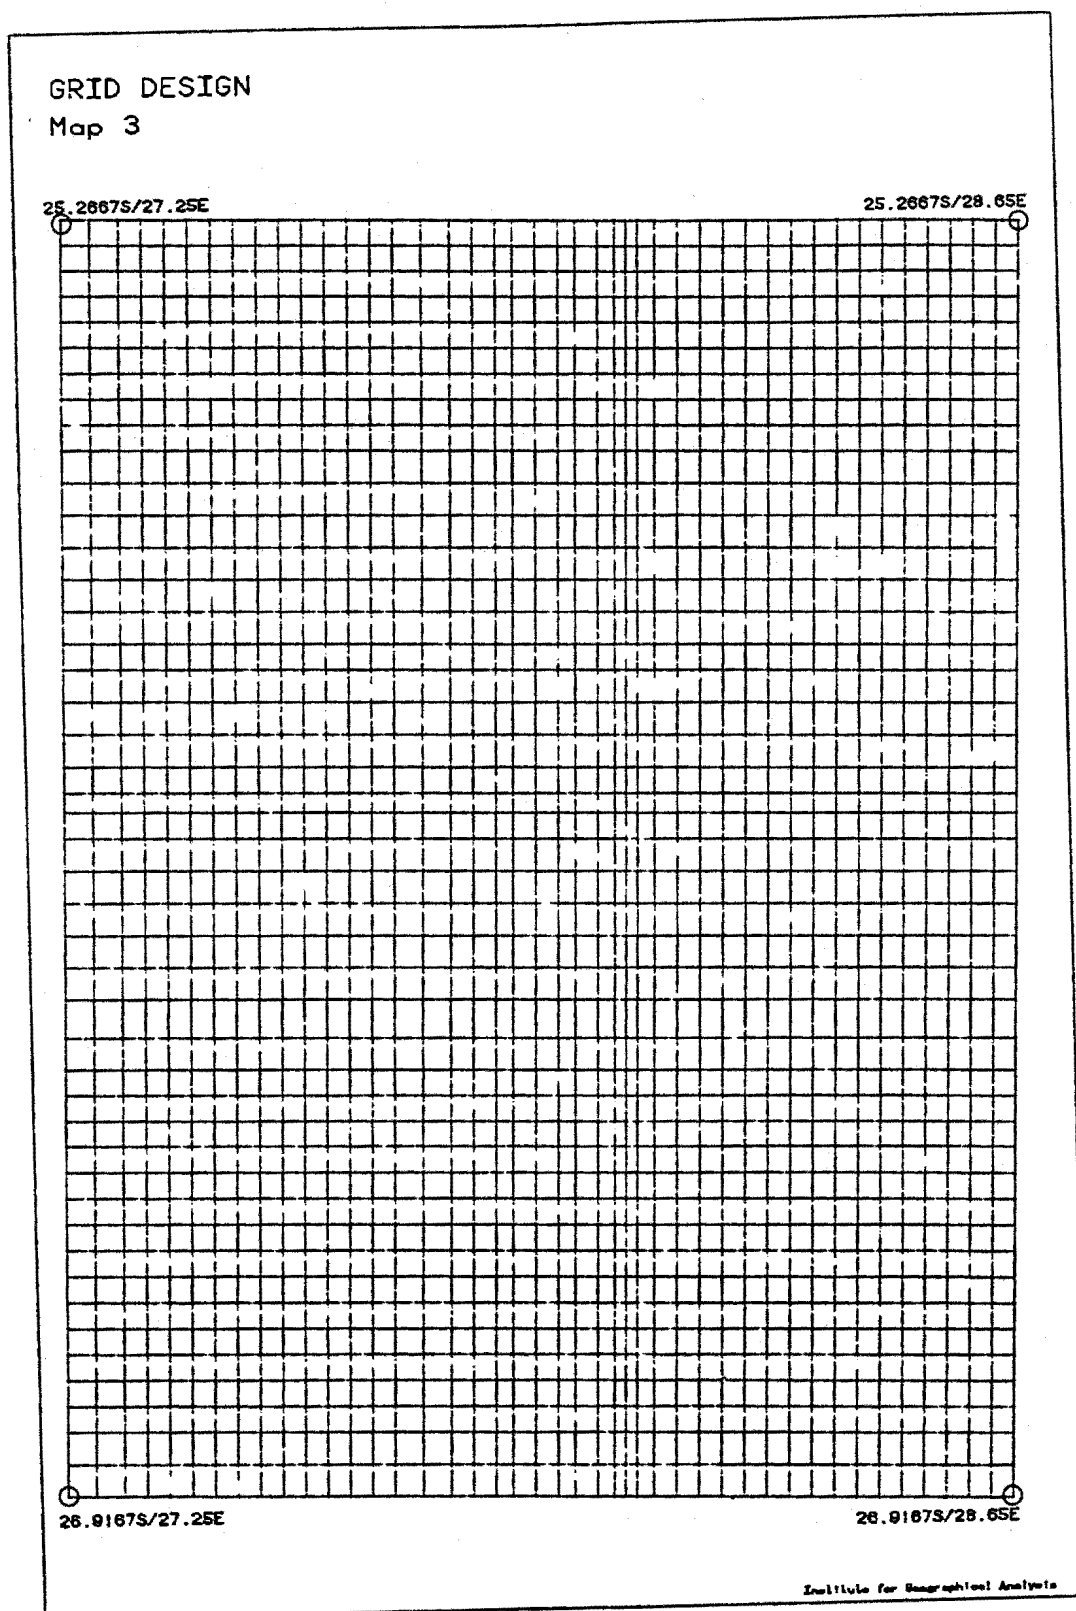 GRID DESIGN
Map 3
25.2667S/27.25E
25.2667S/28.65E
26.9167S/27.25E
26.9167S/28.65E
Institute for Geographical Analysis